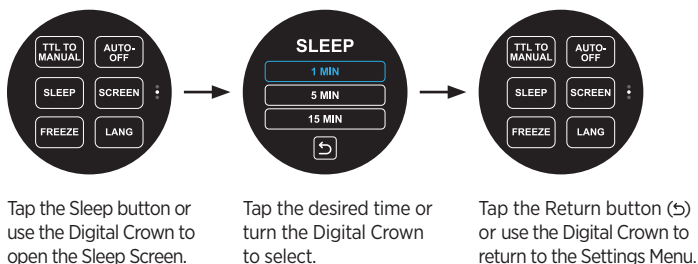 TTL TO
MANUAL
AUTO-
OFF
SLEEP
SCREEN
FREEZE
LANG
SLEEP
1 MIN
5 MIN
15 MIN
TTL TO
MANUAL
AUTO-
OFF
SLEEP
SCREEN
FREEZE
LANG
Tap the Sleep button or
use the Digital Crown to
open the Sleep Screen.
Tap the desired time or
turn the Digital Crown
to select.
Tap the Return button (⮌)
or use the Digital Crown to
return to the Settings Menu.